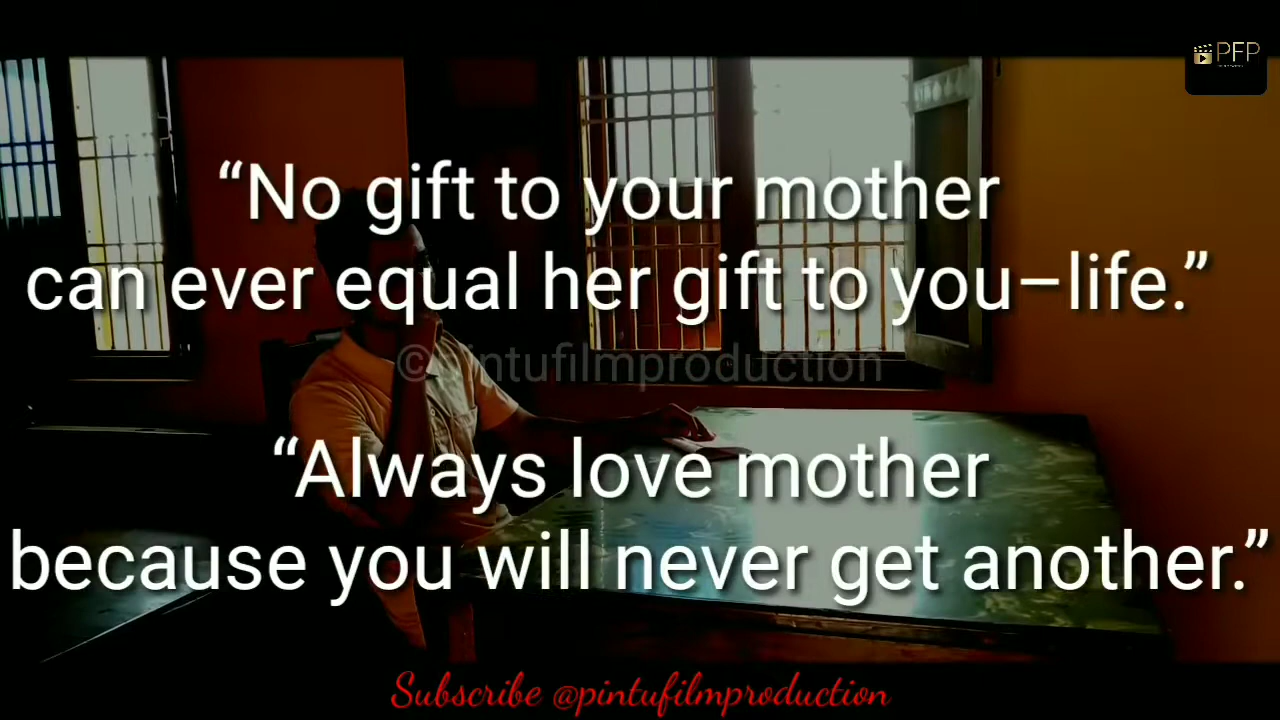 PFP
“No gift to your mother
can ever equal her gift to you–life.”
©pintufilmproduction
“Always love mother
because you will never get another.”
Subscribe @pintufilmproduction